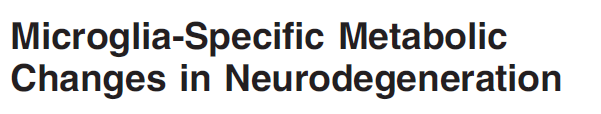 Microglia-Specific Metabolic
Changes in Neurodegeneration